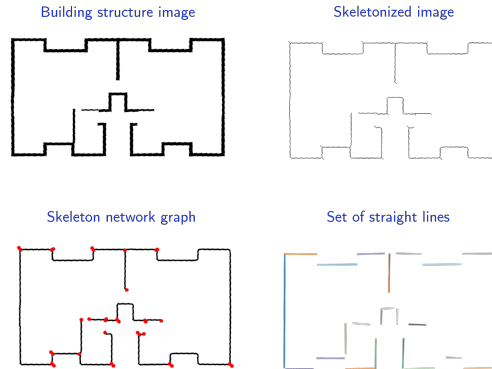 Building structure image
Skeletonized image
Skeleton network graph
Set of straight lines